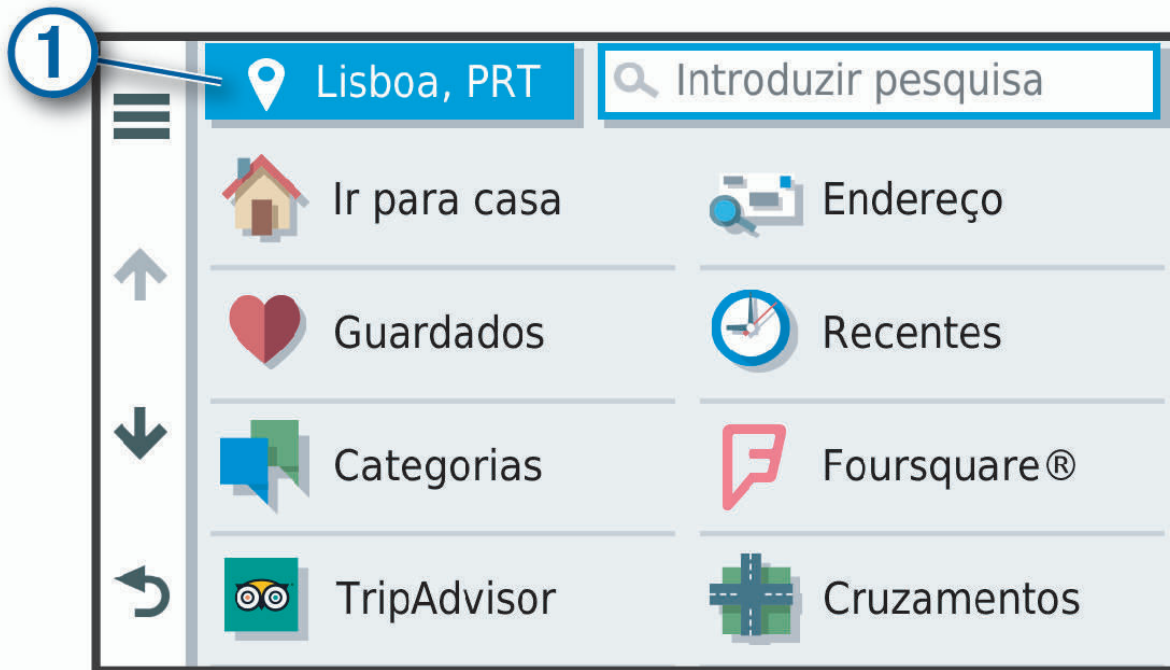 1
Lisboa, PRT
Introduzir pesquisa
Ir para casa
Endereço
Guardados
Recentes
Categorias
Foursquare®
TripAdvisor
Cruzamentos